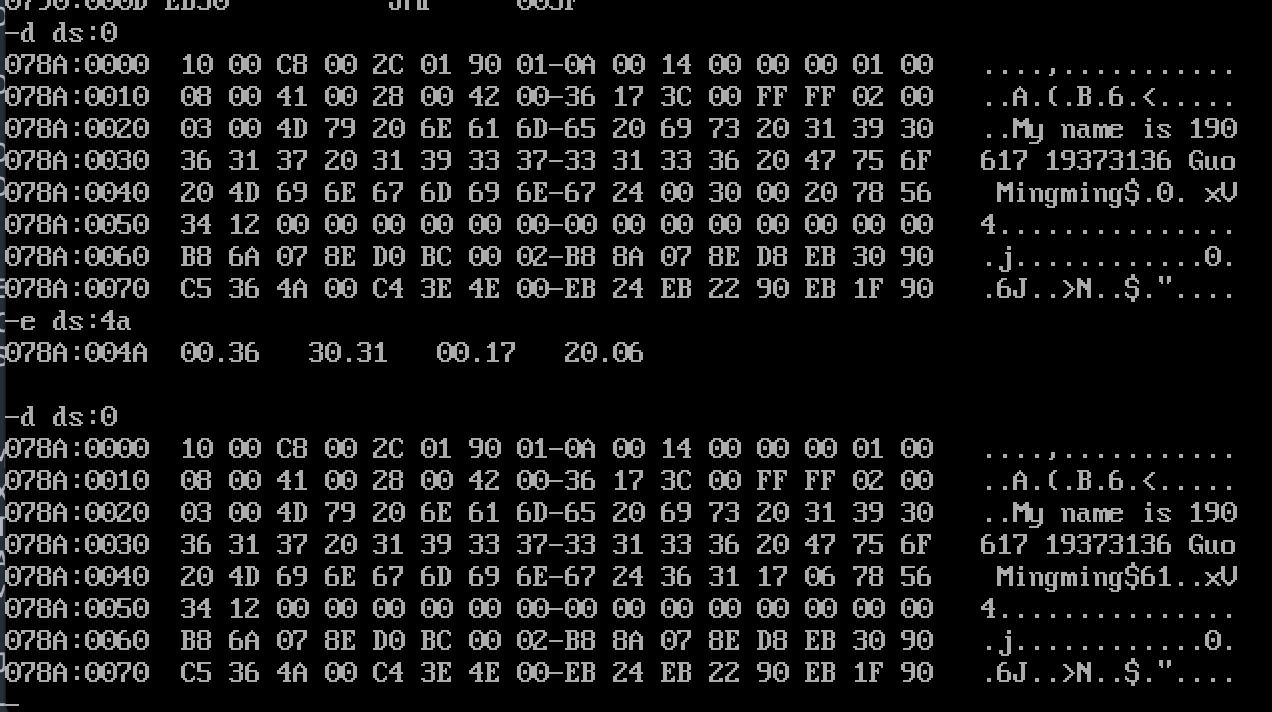 -d ds:0
078A:0000  10 00 C8 00 2C 01 90 01-0A 00 14 00 00 00 01 00   ....,...........
078A:0010  08 00 41 00 28 00 42 00-36 17 3C 00 FF FF 02 00   ..A.(.B.6.<.....
078A:0020  03 00 4D 79 20 6E 61 6D-65 20 69 73 20 31 39 30   ..My name is 190
078A:0030  36 31 37 20 31 39 33 37-33 31 33 36 20 47 75 6F   617 19373136 Guo
078A:0040  20 4D 69 6E 67 6D 69 6E-67 24 00 30 00 20 78 56    Mingming$.0. xV
078A:0050  34 12 00 00 00 00 00 00-00 00 00 00 00 00 00 00   4...............
078A:0060  B8 6A 07 8E D0 BC 00 02-B8 8A 07 8E D8 EB 30 90   .j............0.
078A:0070  C5 36 4A 00 C4 3E 4E 00-EB 24 EB 22 90 EB 1F 90   .6J..>N..$."....
-e ds:4a
078A:004A  00.36   30.31   00.17   20.06
-d ds:0
078A:0000  10 00 C8 00 2C 01 90 01-0A 00 14 00 00 00 01 00   ....,...........
078A:0010  08 00 41 00 28 00 42 00-36 17 3C 00 FF FF 02 00   ..A.(.B.6.<.....
078A:0020  03 00 4D 79 20 6E 61 6D-65 20 69 73 20 31 39 30   ..My name is 190
078A:0030  36 31 37 20 31 39 33 37-33 31 33 36 20 47 75 6F   617 19373136 Guo
078A:0040  20 4D 69 6E 67 6D 69 6E-67 24 36 31 17 06 78 56    Mingming$61..xV
078A:0050  34 12 00 00 00 00 00 00-00 00 00 00 00 00 00 00   4...............
078A:0060  B8 6A 07 8E D0 BC 00 02-B8 8A 07 8E D8 EB 30 90   .j............0.
078A:0070  C5 36 4A 00 C4 3E 4E 00-EB 24 EB 22 90 EB 1F 90   .6J..>N..$."....